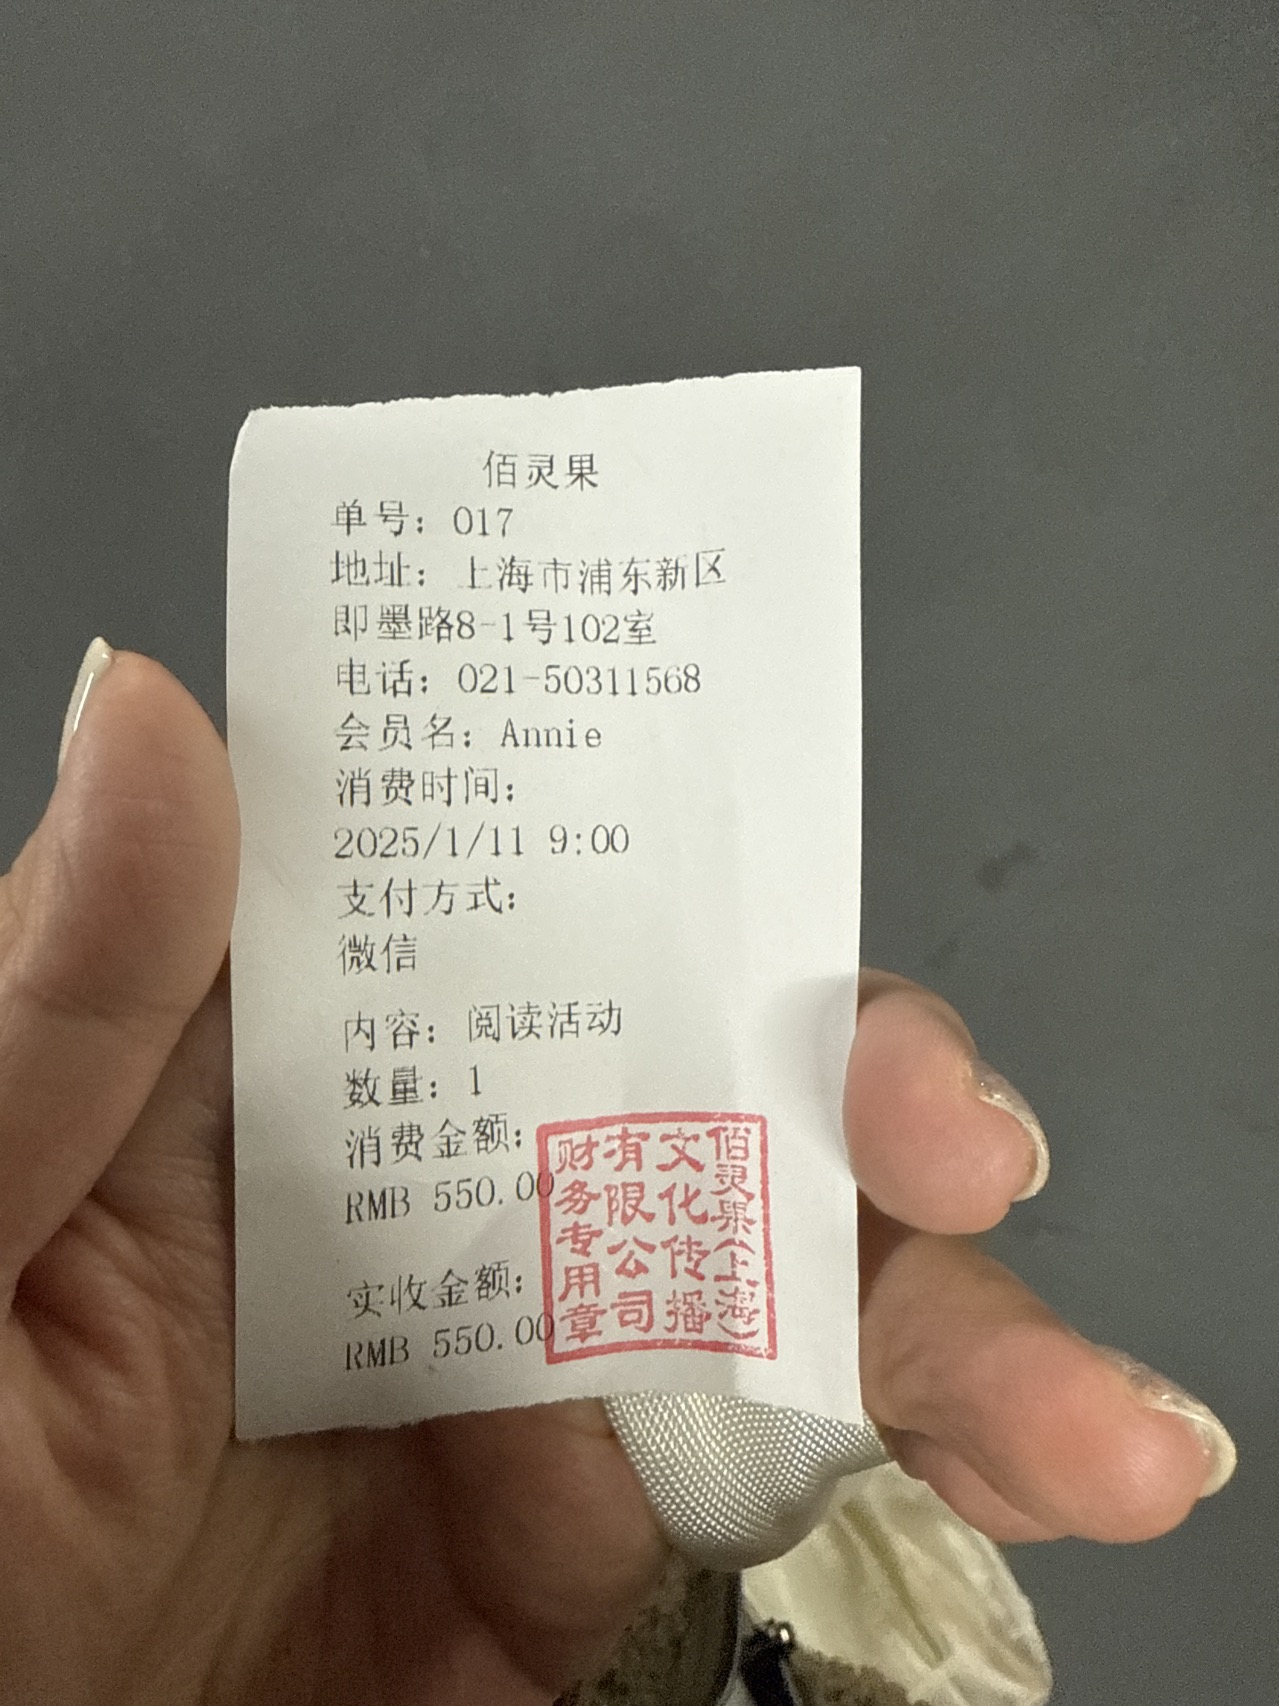 佰灵果
单号：017
地址：上海市浦东新区
即墨路8-1号102室
电话：021-50311568
会员名：Annie
消费时间：
2025/1/11 9:00
支付方式：
微信
内容：阅读活动
数量：1
消费金额：
RMB 550.00
实收金额：
RMB 550.00
佰灵果（上海）
文化传播
有限公司
财务专用章